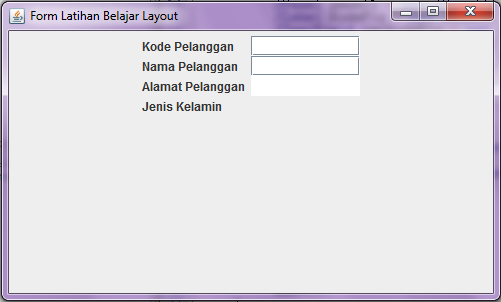 Form Latihan Belajar Layout
Kode Pelanggan
Nama Pelanggan
Alamat Pelanggan
Jenis Kelamin